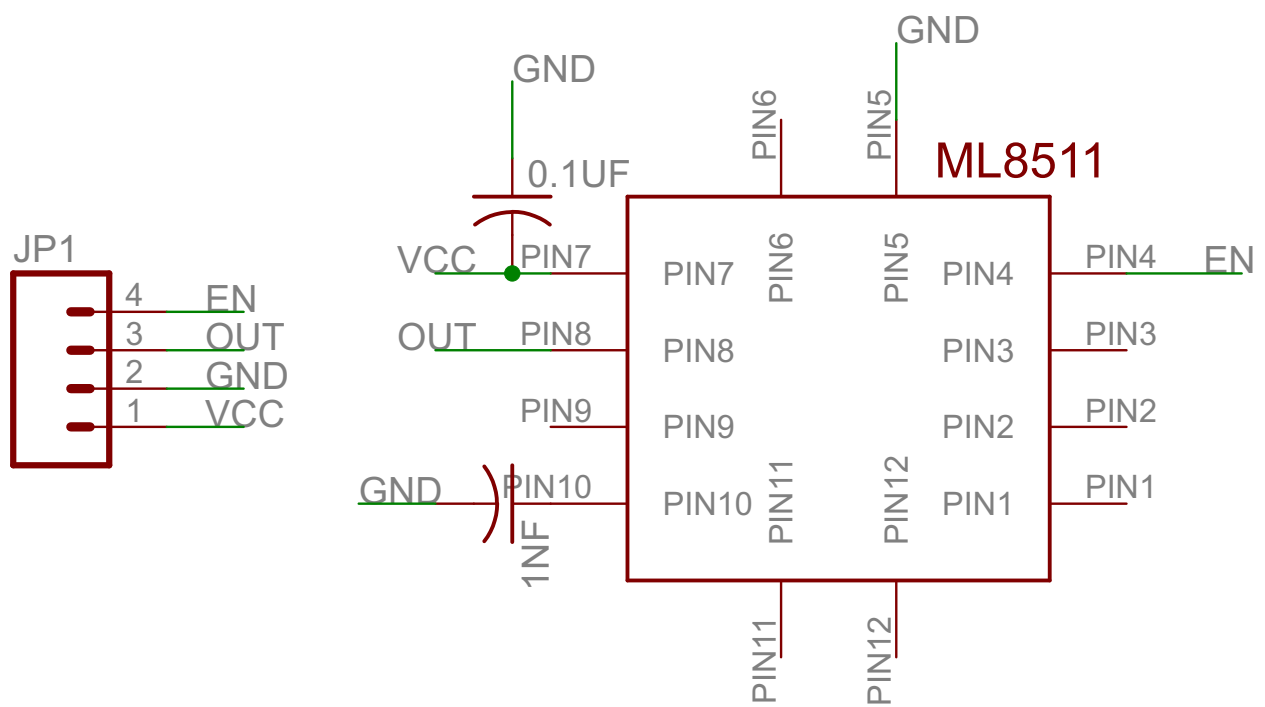 GND
GND
PIN6
PIN5
ML8511
0.1UF
JP1
VCC
PIN7
PIN7
PIN6
PIN5
PIN4
PIN4
EN
4
EN
3
OUT
2
GND
1
VCC
OUT
PIN8
PIN8
PIN3
PIN3
PIN9
PIN9
PIN2
PIN2
GND
PIN10
PIN10
PIN11
PIN12
PIN1
PIN1
1NF
PIN11
PIN12